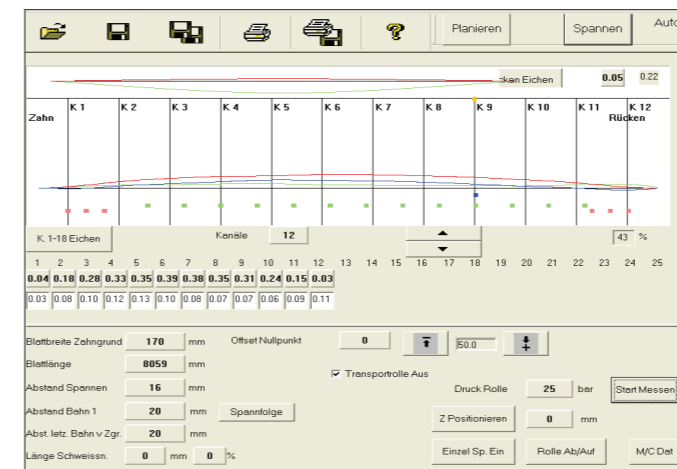 Planieren Spannen Auto
cken Eichen 0.05 0.22
K 1 K 2 K 3 K 4 K 5 K 6 K 7 K 8 K 9 K 10 K 11 K 12
Zahn Rücken
K. 1-18 Eichen Kanäle 12 43 %
1 2 3 4 5 6 7 8 9 10 11 12 13 14 15 16 17 18 19 20 21 22 23 24 25
0.04 0.18 0.28 0.33 0.35 0.39 0.38 0.35 0.31 0.24 0.15 0.03
0.03 0.08 0.10 0.12 0.13 0.10 0.08 0.07 0.07 0.06 0.09 0.11
Blattbreite Zahngrund 170 mm Offset Nullpunkt 0 50.0
Blattlänge 8059 mm
Transportrolle Aus
Abstand Spannen 16 mm Druck Rolle 25 bar Start Messen
Abstand Bahn 1 20 mm Spannfolge Z Positionieren 0 mm
Abst. letz. Bahn v Zgr. 20 mm
Länge Schweissn. 0 mm 0 % Einzel Sp. Ein Rolle Ab/Auf M/C Dat